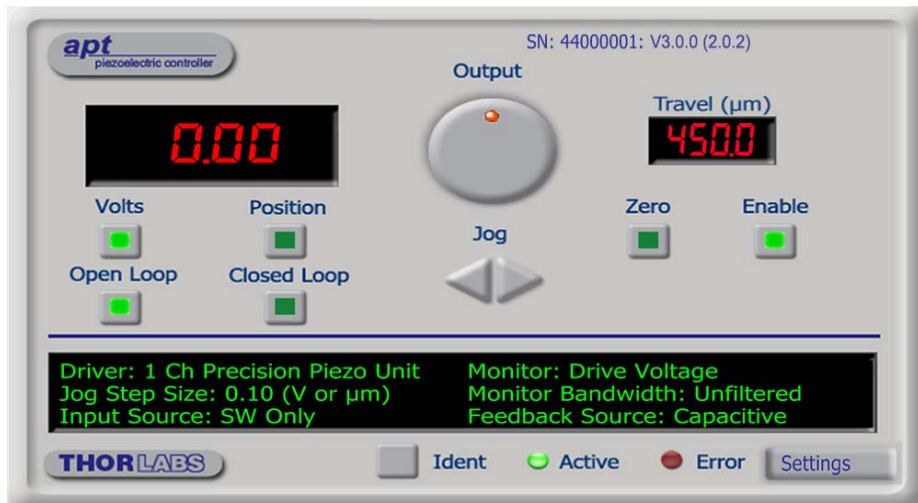 apt
piezoelectric controller
SN: 44000001: V3.0.0 (2.0.2)
Output
Travel (µm)
0.00
450.0
Volts
Position
Zero
Enable
Jog
Open Loop
Closed Loop
Driver: 1 Ch Precision Piezo Unit
Jog Step Size: 0.10 (V or µm)
Input Source: SW Only
Monitor: Drive Voltage
Monitor Bandwidth: Unfiltered
Feedback Source: Capacitive
THORLABS
Ident
Active
Error
Settings